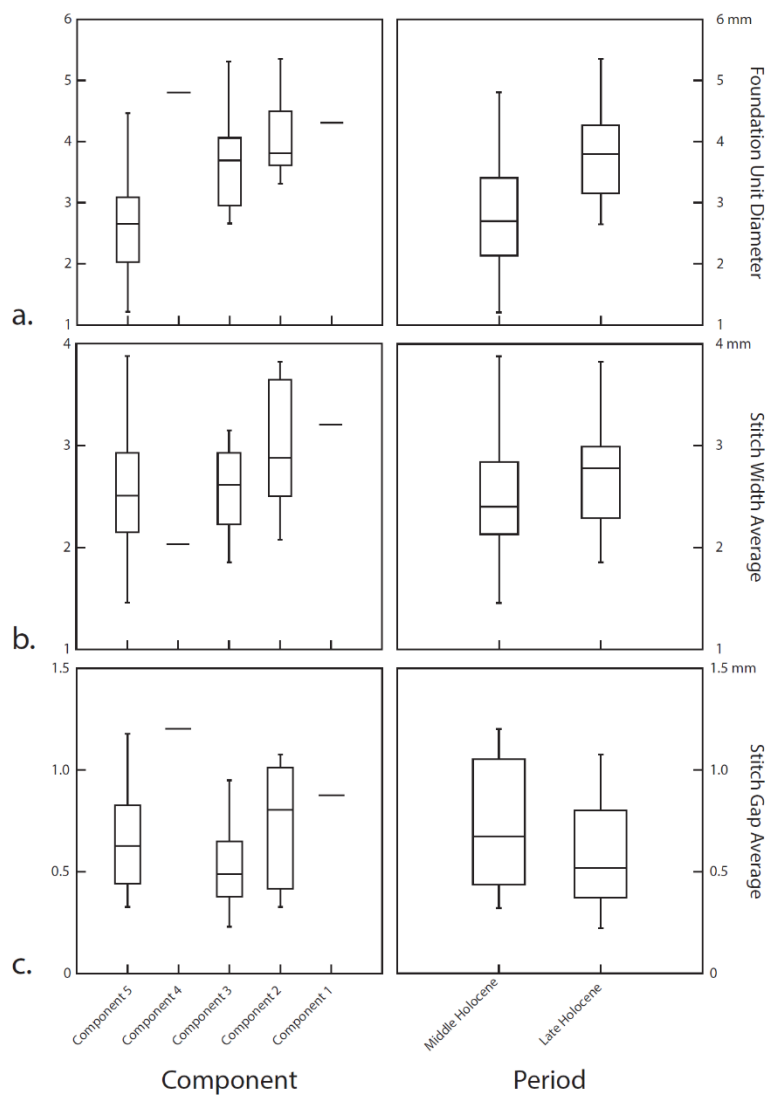 6
5
4
3
2
1
a.
6 mm
5
4
3
2
1
Foundation Unit Diameter
4
3
2
1
b.
4 mm
3
2
1
Stitch Width Average
1.5
1.0
0.5
0
c.
1.5 mm
1.0
0.5
0
Stitch Gap Average
Component 5
Component 4
Component 3
Component 2
Component 1
Middle Holocene
Late Holocene
Component
Period